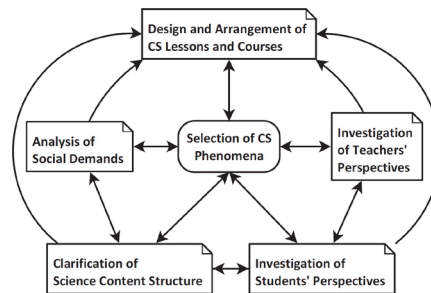 Design and Arrangement of
CS Lessons and Courses
Analysis of
Social Demands
Selection of CS
Phenomena
Investigation
of Teachers'
Perspectives
Clarification of
Science Content Structure
Investigation of
Students' Perspectives